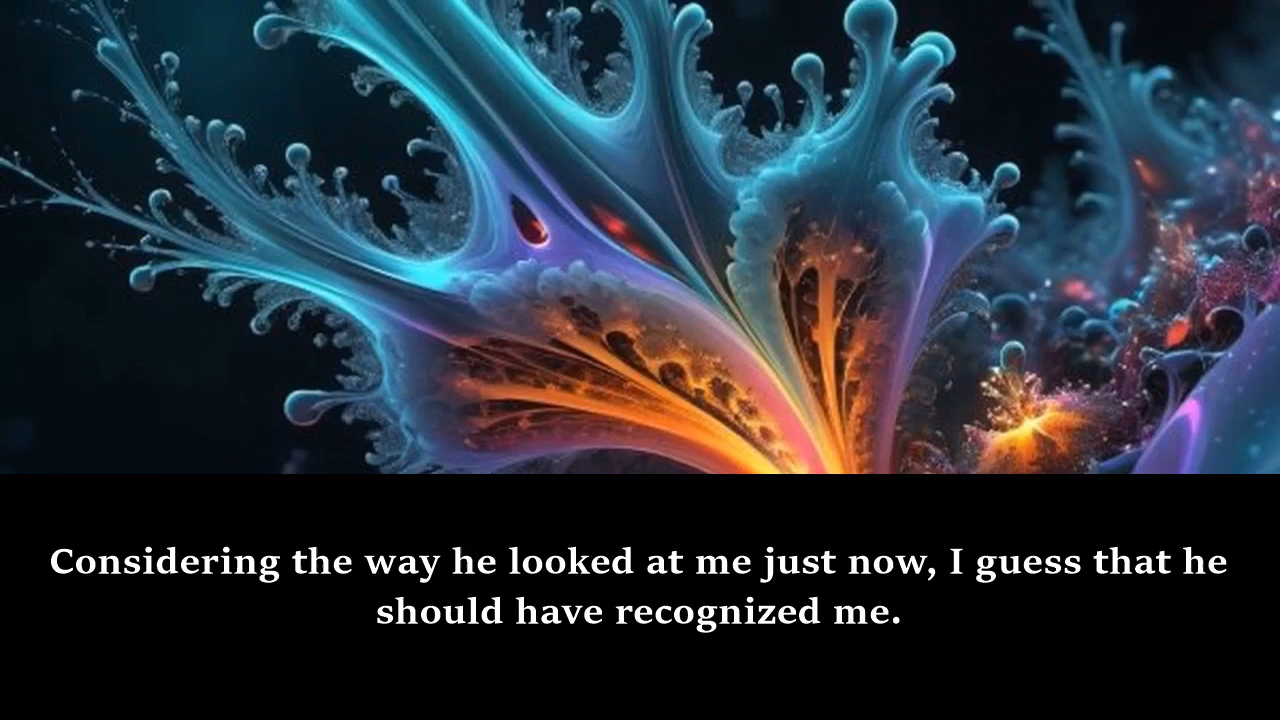 Considering the way he looked at me just now, I guess that he
should have recognized me.